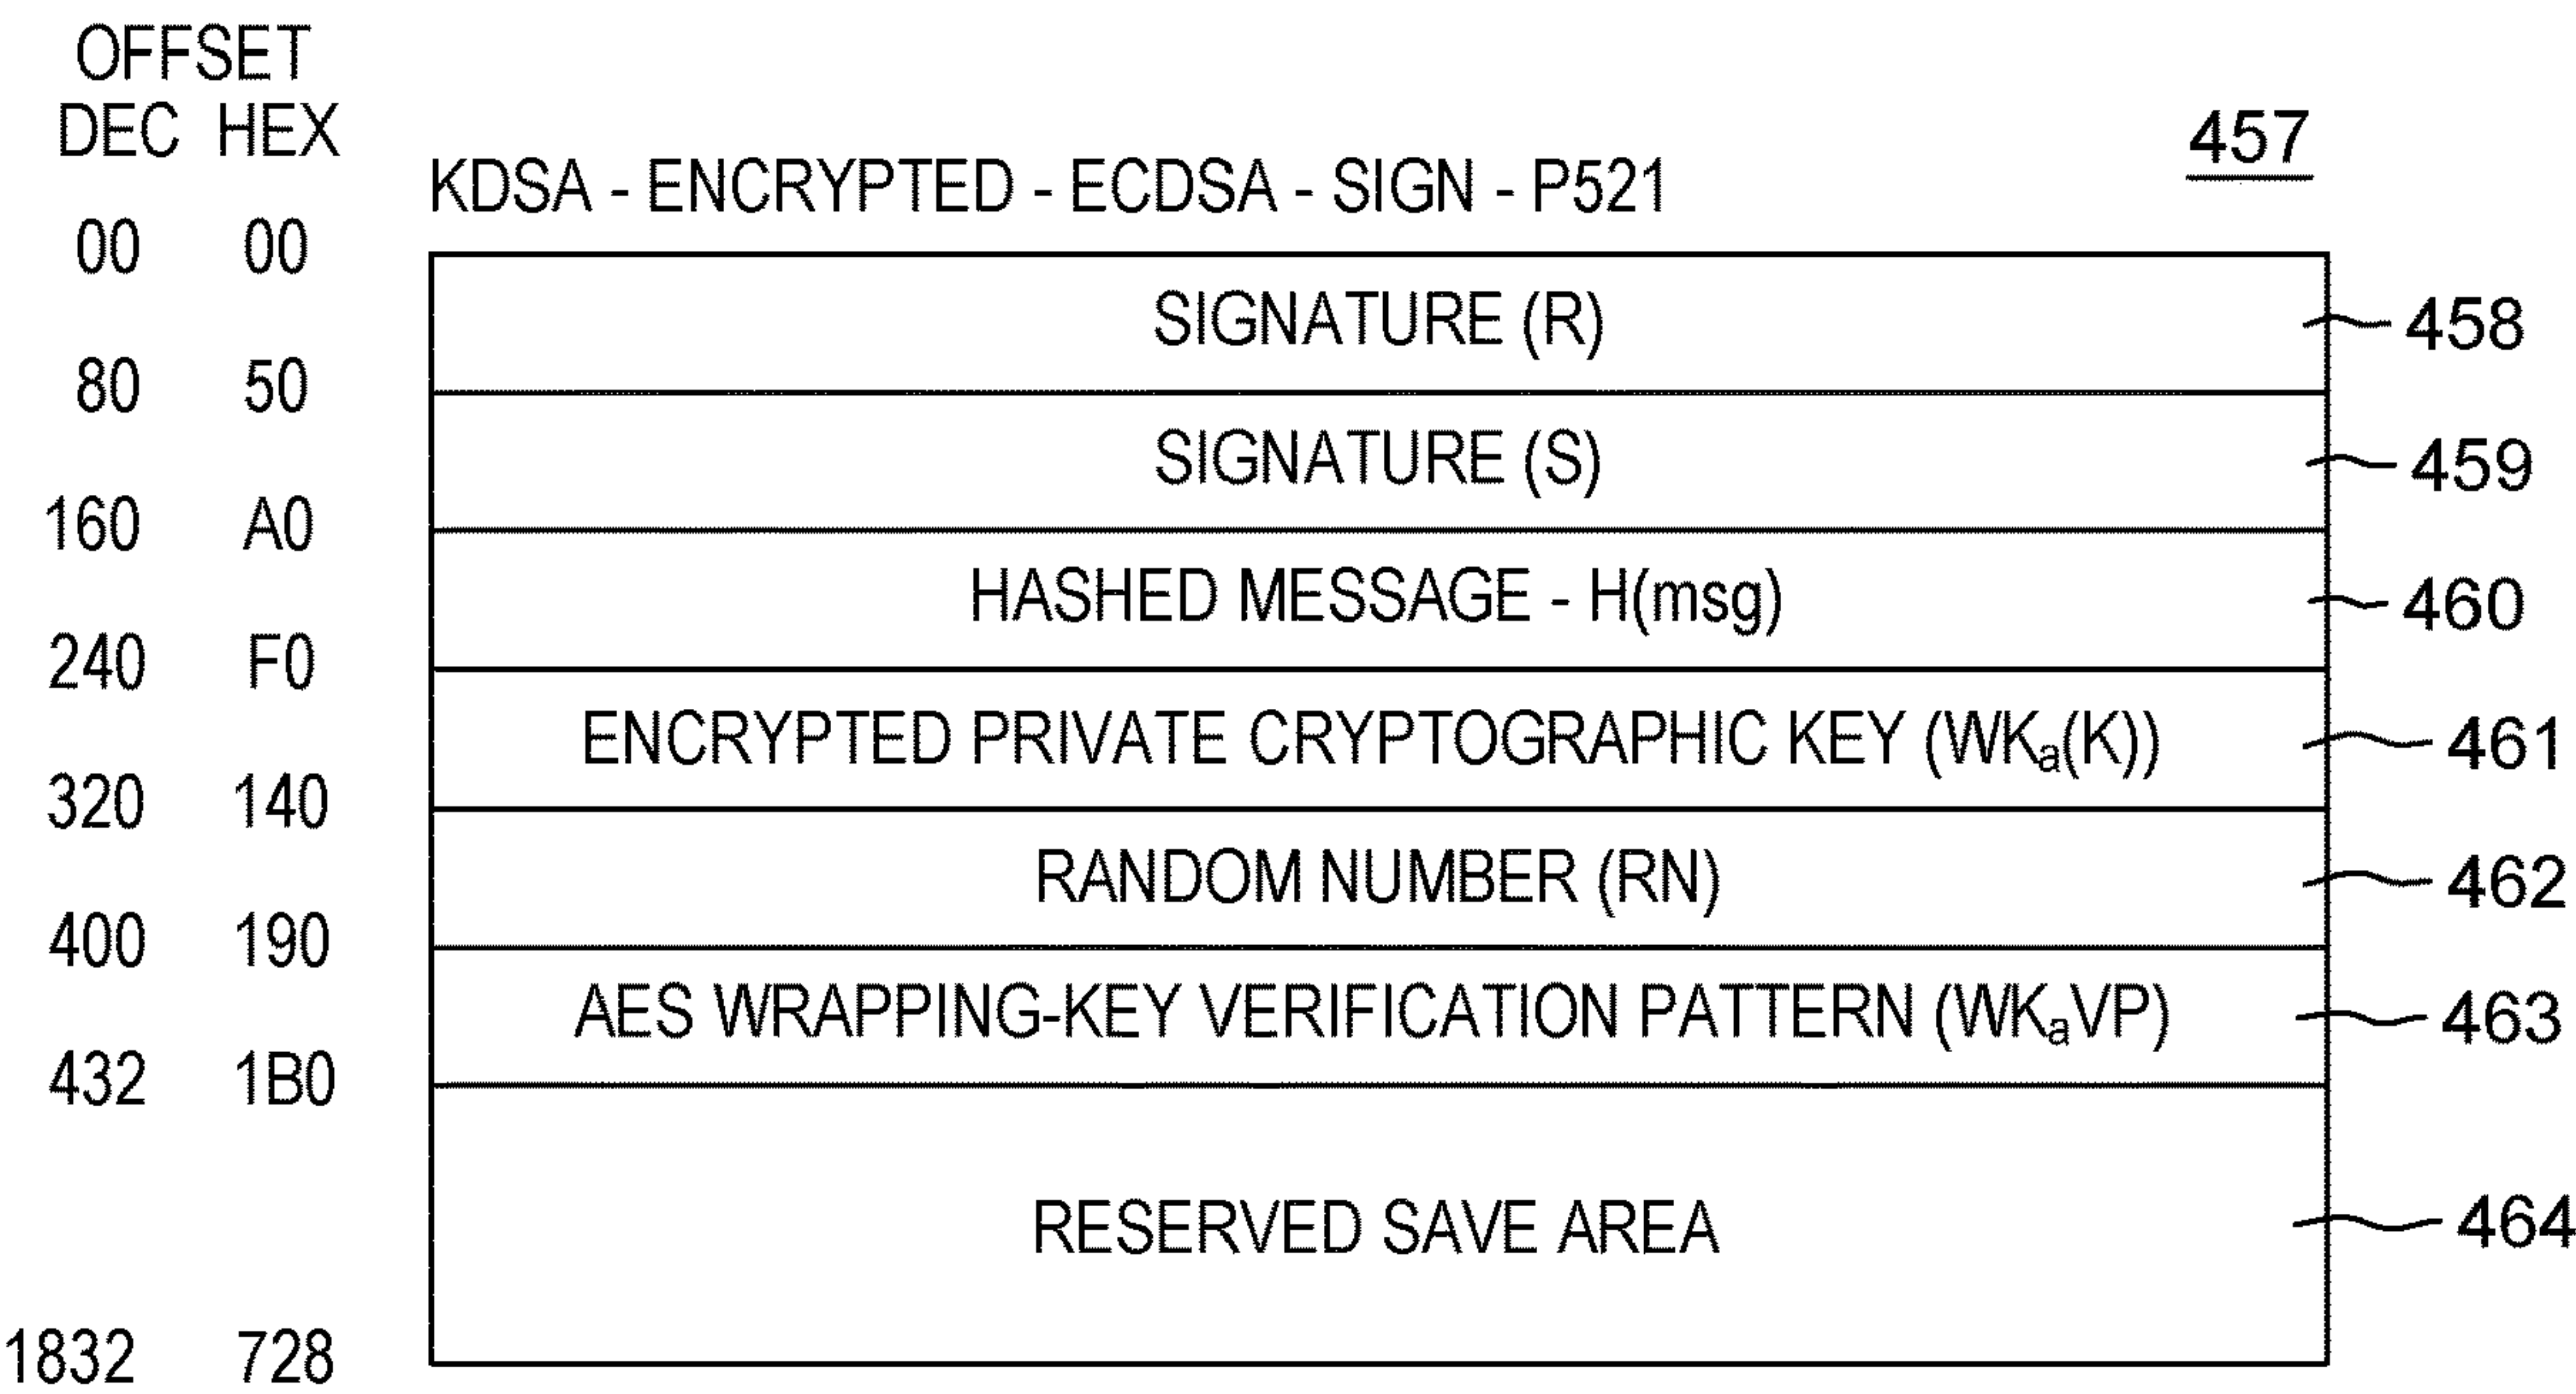 OFFSET
DEC HEX
457
KDSA - ENCRYPTED - ECDSA - SIGN - P521
00 00
SIGNATURE (R) 458
80 50
SIGNATURE (S) 459
160 A0
HASHED MESSAGE - H(msg) 460
240 F0
ENCRYPTED PRIVATE CRYPTOGRAPHIC KEY (WKa(K)) 461
320 140
RANDOM NUMBER (RN) 462
400 190
AES WRAPPING-KEY VERIFICATION PATTERN (WKaVP) 463
432 1B0
RESERVED SAVE AREA 464
1832 728